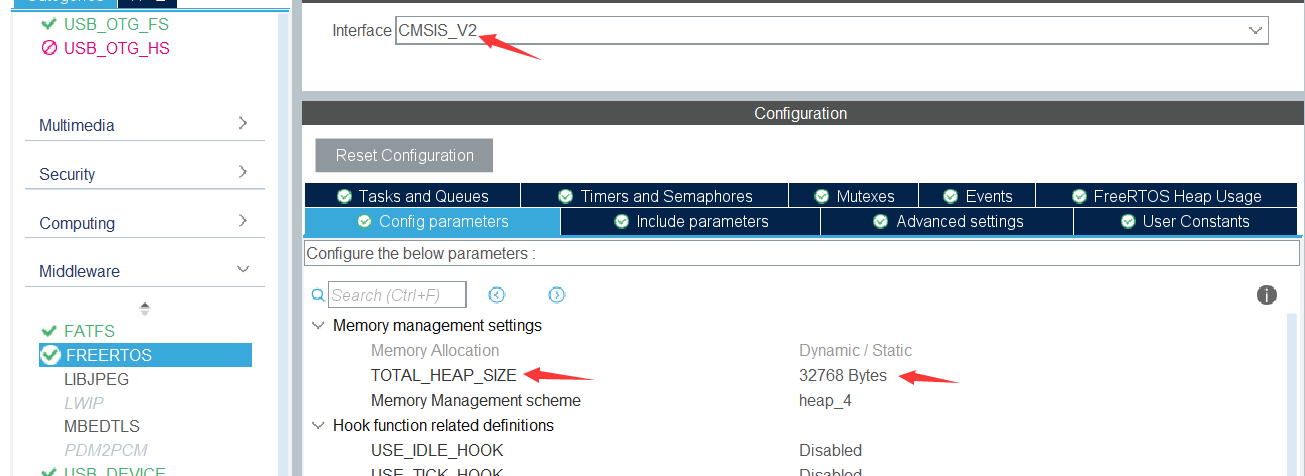 Categories
USB_OTG_FS
USB_OTG_HS
Multimedia
Security
Computing
Middleware
FATFS
FREERTOS
LIBJPEG
LWIP
MBEDTLS
PDM2PCM
USB_DEVICE
Interface CMSIS_V2
Configuration
Reset Configuration
Tasks and Queues Timers and Semaphores Mutexes Events FreeRTOS Heap Usage
Config parameters Include parameters Advanced settings User Constants
Configure the below parameters :
Search (Ctrl+F)
Memory management settings
Memory Allocation Dynamic / Static
TOTAL_HEAP_SIZE 32768 Bytes
Memory Management scheme heap_4
Hook function related definitions
USE_IDLE_HOOK Disabled
USE_TICK_HOOK Disabled